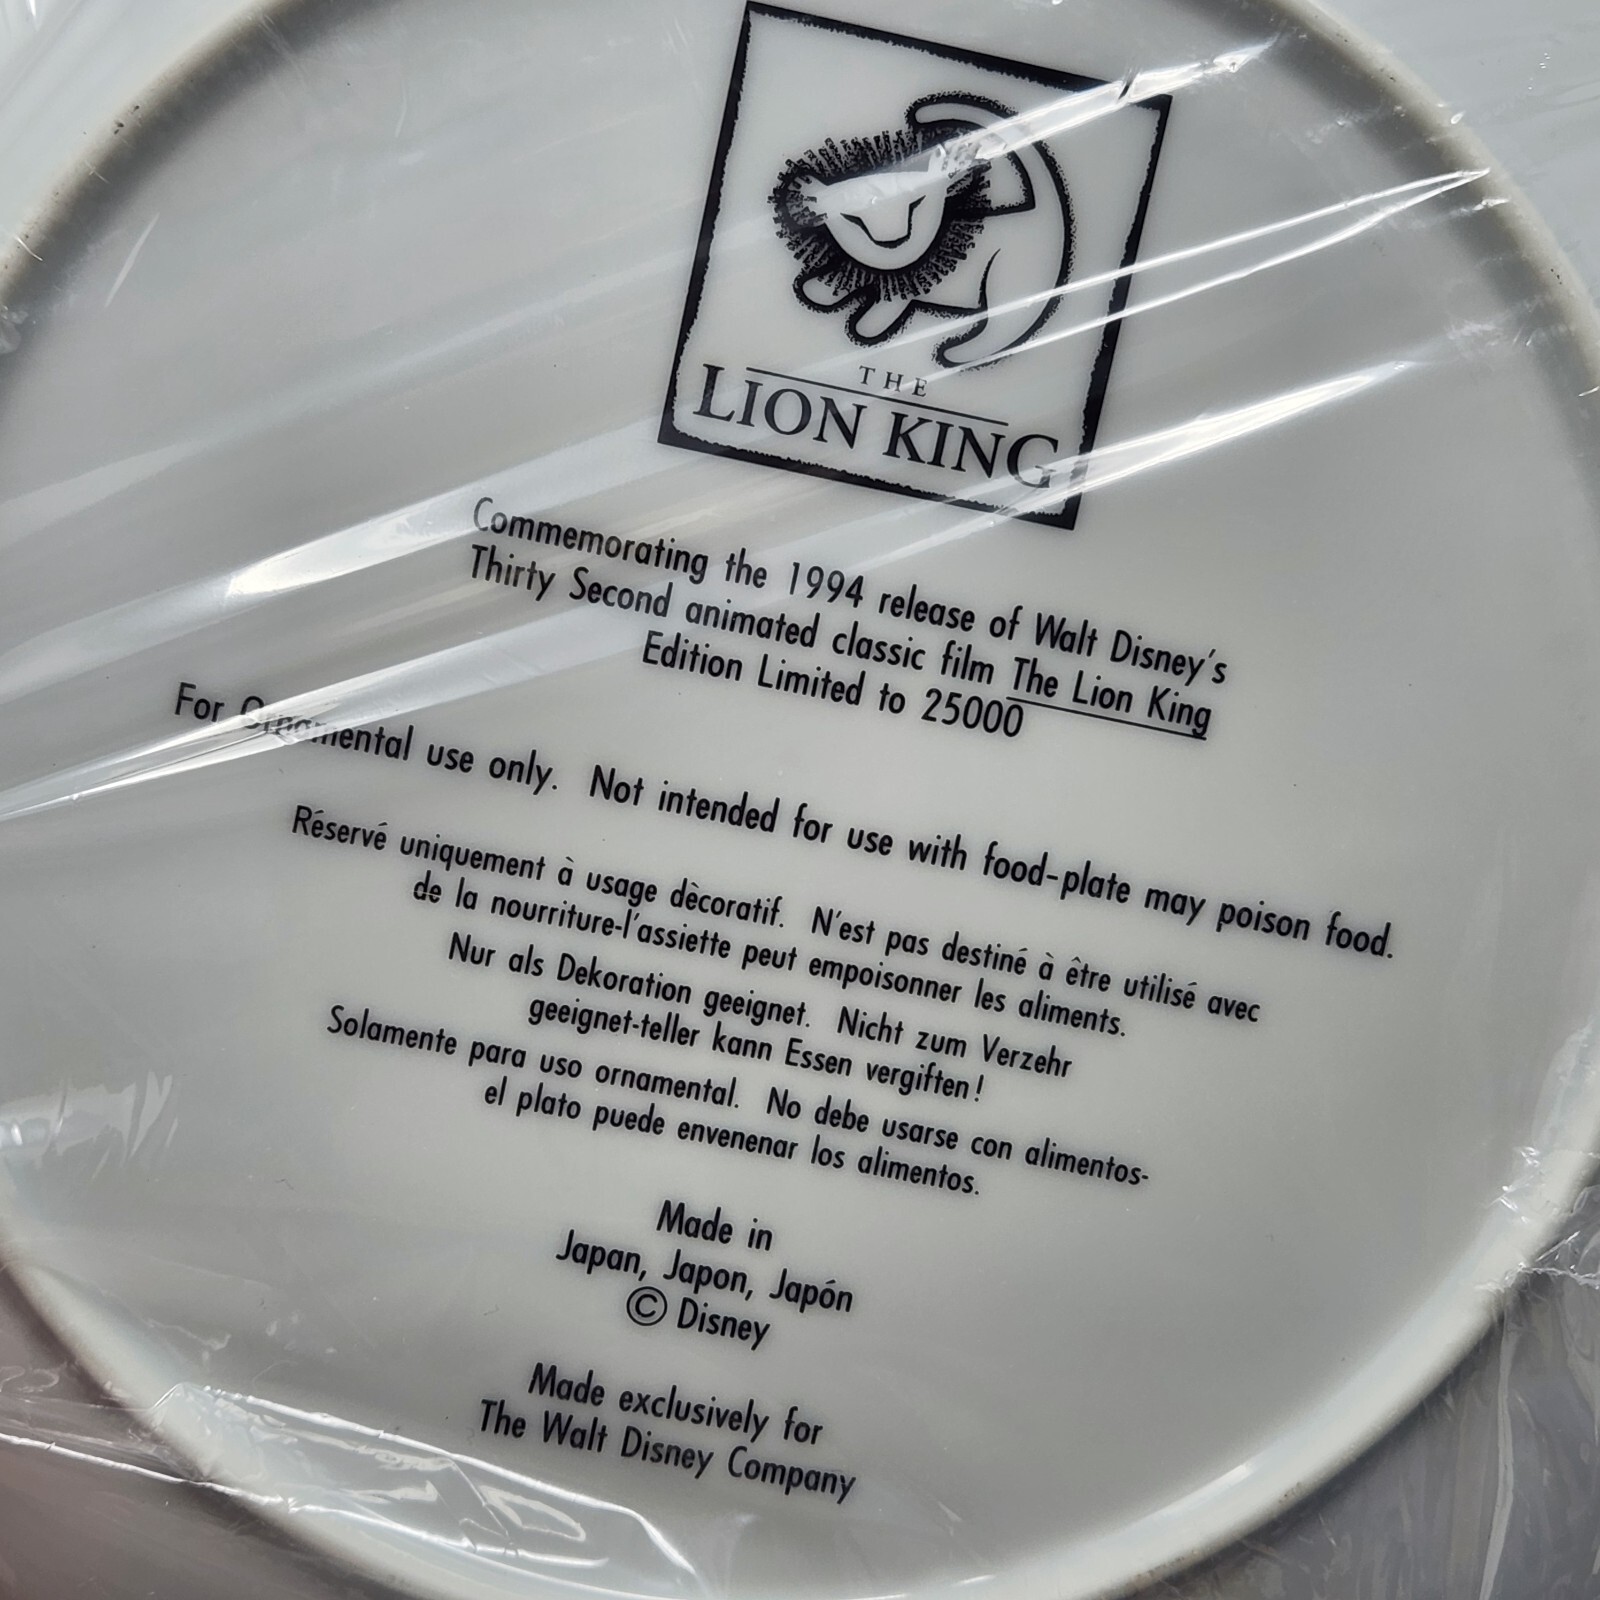 THE
LION KING
Commemorating the 1994 release of Walt Disney's
Thirty Second animated classic film The Lion King
Edition Limited to 25000
For Ornamental use only. Not intended for use with food-plate may poison food.
Réservé uniquement à usage dècoratif. N'est pas destiné à être utilisé avec
de la nourriture-l'assiette peut empoisonner les aliments.
Nur als Dekoration geeignet. Nicht zum Verzehr
geeignet-teller kann Essen vergiften!
Solamente para uso ornamental. No debe usarse con alimentos-
el plato puede envenenar los alimentos.
Made in
Japan, Japon, Japón
© Disney
Made exclusively for
The Walt Disney Company